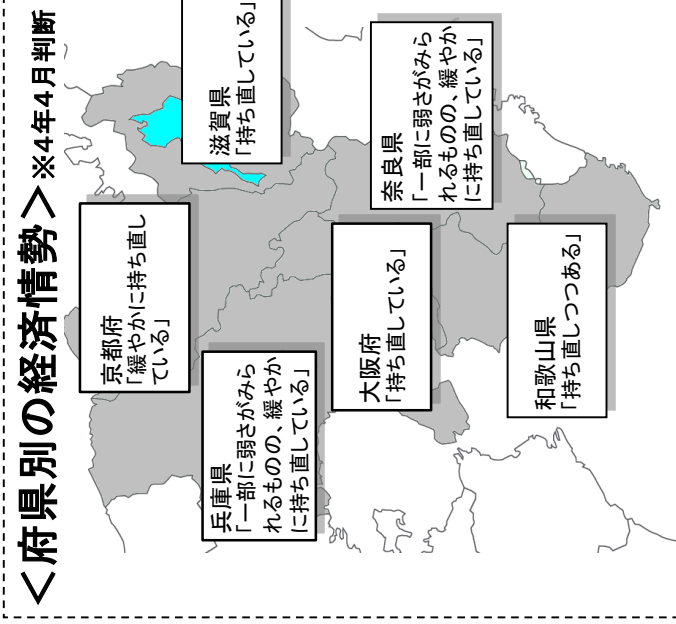 ＜府県別の経済情勢＞※4年4月判断
京都府
「緩やかに持ち直し
ている」
滋賀県
「持ち直している」
兵庫県
「一部に弱さがみら
れるものの、緩やか
に持ち直している」
大阪府
「持ち直している」
奈良県
「一部に弱さがみら
れるものの、緩やか
に持ち直している」
和歌山県
「持ち直しつつある」